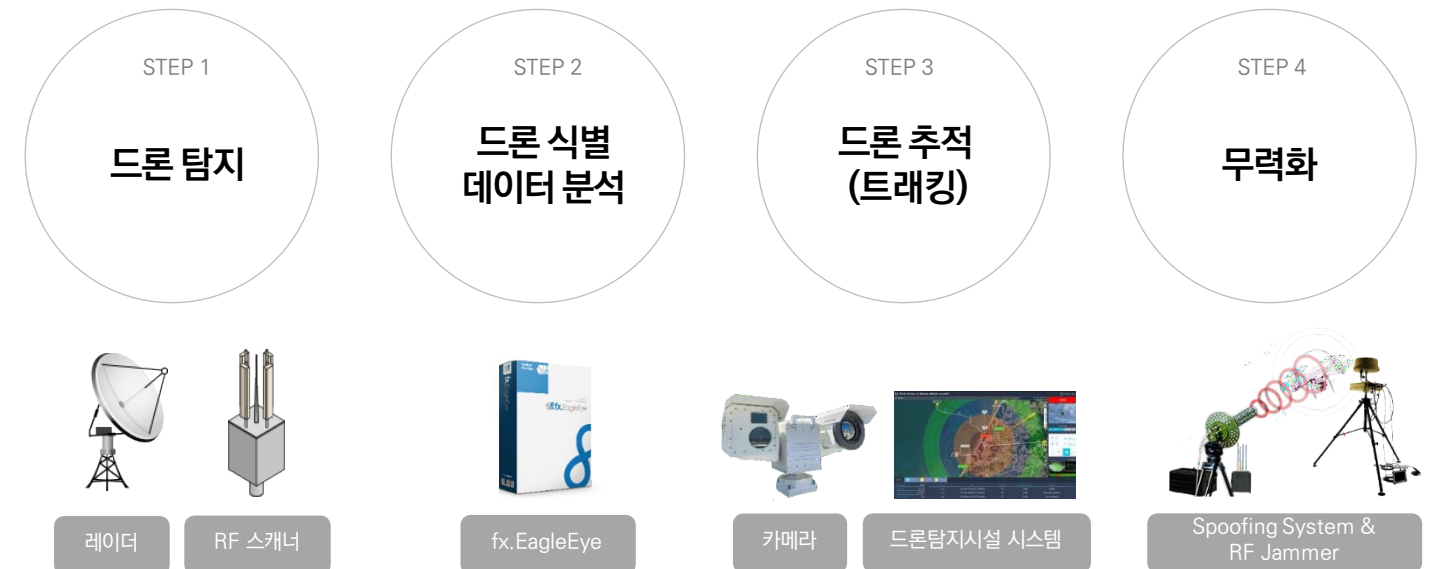 STEP 1
드론 탐지
STEP 2
드론 식별
데이터 분석
STEP 3
드론 추적
(트래킹)
STEP 4
무력화
fx.EagleEye
레이더
RF 스캐너
fx.EagleEye
카메라
드론탐지시설 시스템
Spoofing System &
RF Jammer